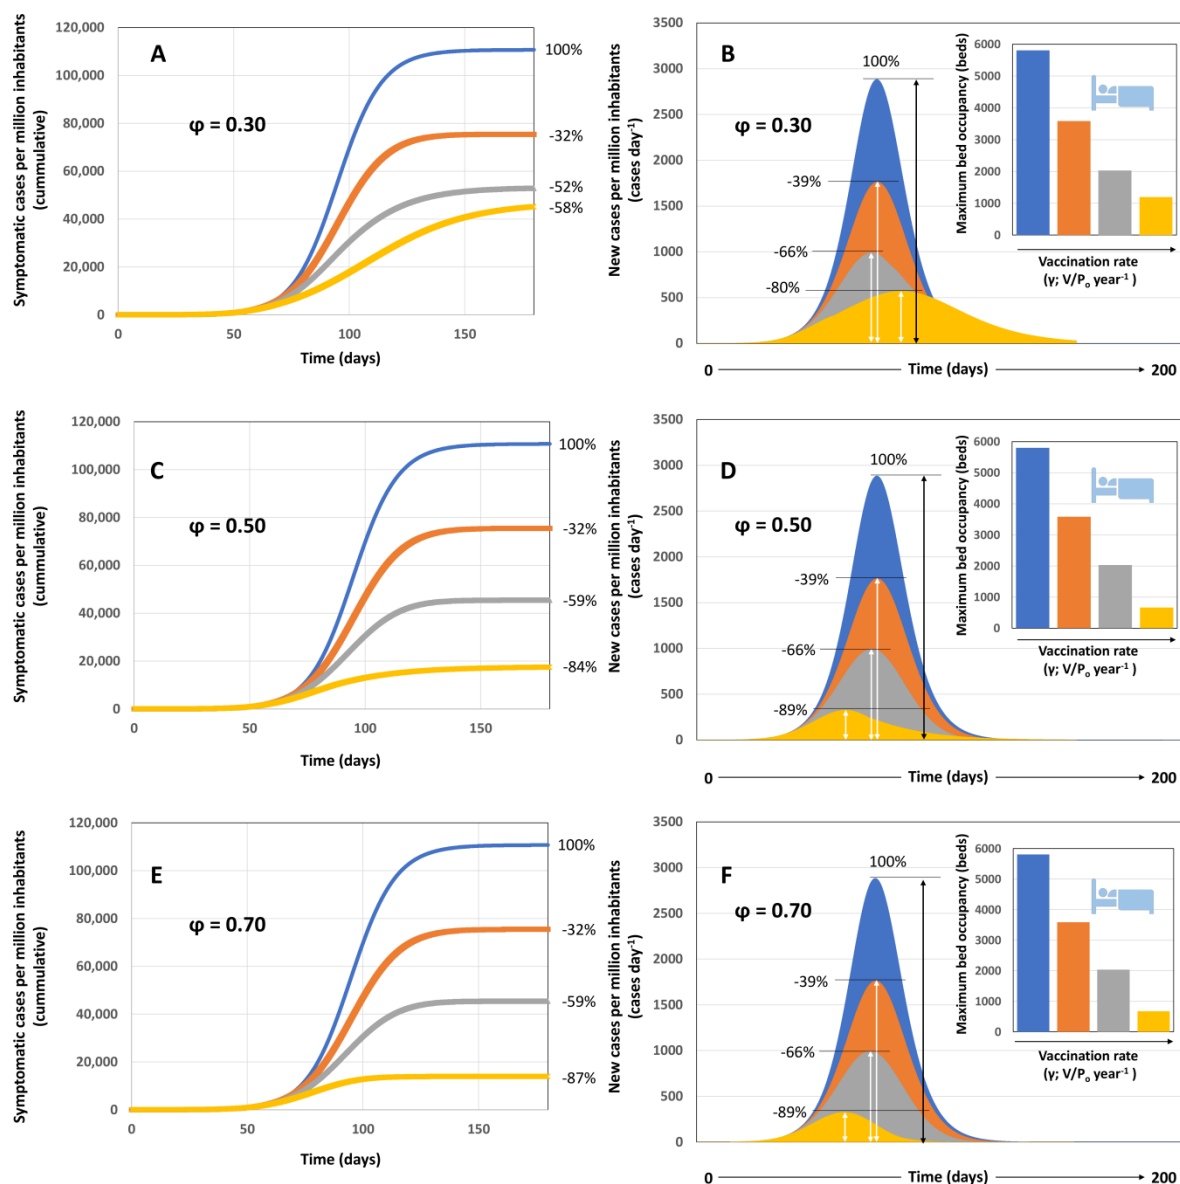 A
φ = 0.30
Symptomatic cases per million inhabitants
(cummulative)
120,000
100,000
80,000
60,000
40,000
20,000
0
0
50
100
150
Time (days)
100%
-32%
-52%
-58%
B
φ = 0.30
New cases per million inhabitants
(cases day⁻¹)
3500
3000
2500
2000
1500
1000
500
0
100%
-39%
-66%
-80%
0
Time (days)
200
Maximum bed occupancy (beds)
6000
5000
4000
3000
2000
1000
0
Vaccination rate
(γ; V/Pₒ year⁻¹ )
C
φ = 0.50
Symptomatic cases per million inhabitants
(cummulative)
120,000
100,000
80,000
60,000
40,000
20,000
0
0
50
100
150
Time (days)
100%
-32%
-59%
-84%
D
φ = 0.50
New cases per million inhabitants
(cases day⁻¹)
3500
3000
2500
2000
1500
1000
500
0
100%
-39%
-66%
-89%
0
Time (days)
200
Maximum bed occupancy (beds)
6000
5000
4000
3000
2000
1000
0
Vaccination rate
(γ; V/Pₒ year⁻¹ )
E
φ = 0.70
Symptomatic cases per million inhabitants
(cummulative)
120,000
100,000
80,000
60,000
40,000
20,000
0
0
50
100
150
Time (days)
100%
-32%
-59%
-87%
F
φ = 0.70
New cases per million inhabitants
(cases day⁻¹)
3500
3000
2500
2000
1500
1000
500
0
100%
-39%
-66%
-89%
0
Time (days)
200
Maximum bed occupancy (beds)
6000
5000
4000
3000
2000
1000
0
Vaccination rate
(γ; V/Pₒ year⁻¹ )